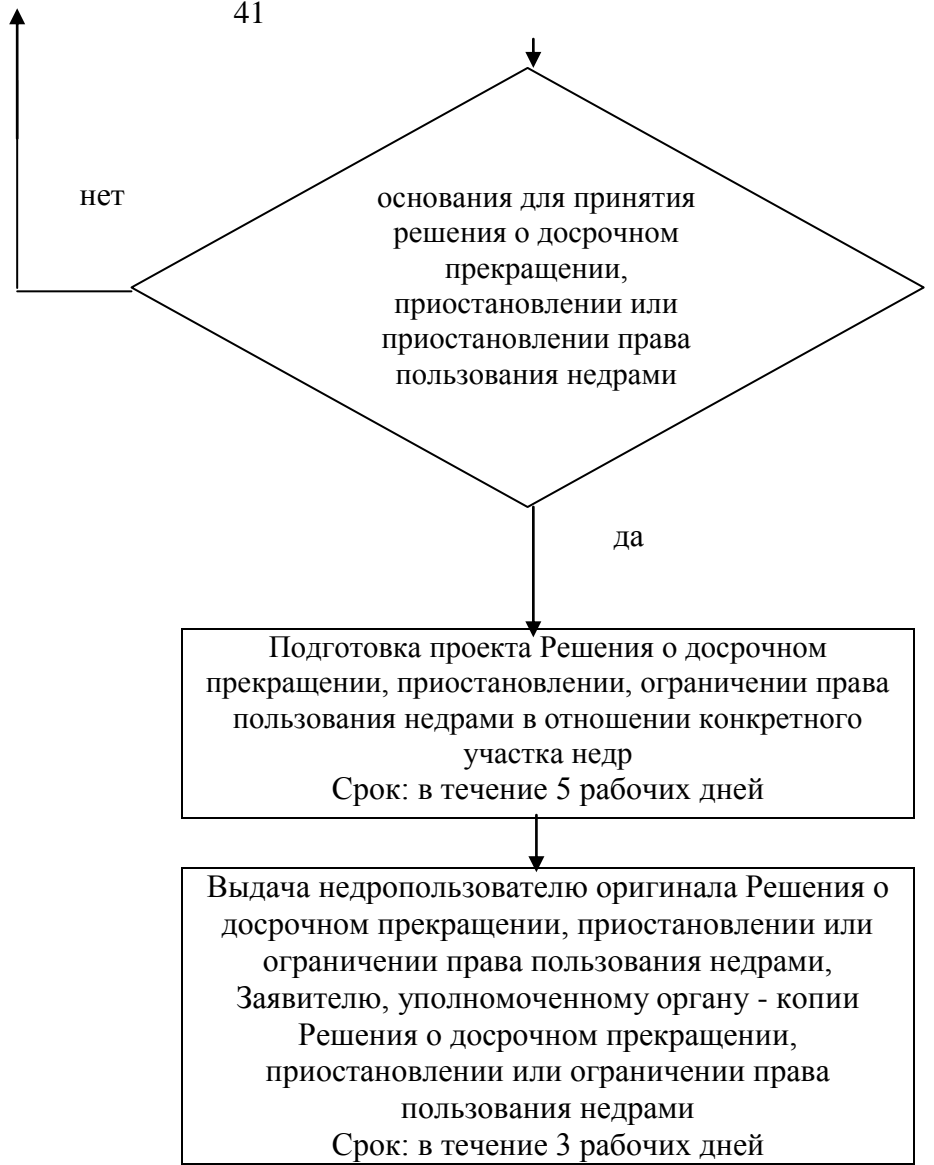 41
нет
основания для принятия
решения о досрочном
прекращении,
приостановлении или
приостановлении права
пользования недрами
да
Подготовка проекта Решения о досрочном
прекращении, приостановлении, ограничении права
пользования недрами в отношении конкретного
участка недр
Срок: в течение 5 рабочих дней
Выдача недропользователю оригинала Решения о
досрочном прекращении, приостановлении или
ограничении права пользования недрами,
Заявителю, уполномоченному органу - копии
Решения о досрочном прекращении,
приостановлении или ограничении права
пользования недрами
Срок: в течение 3 рабочих дней